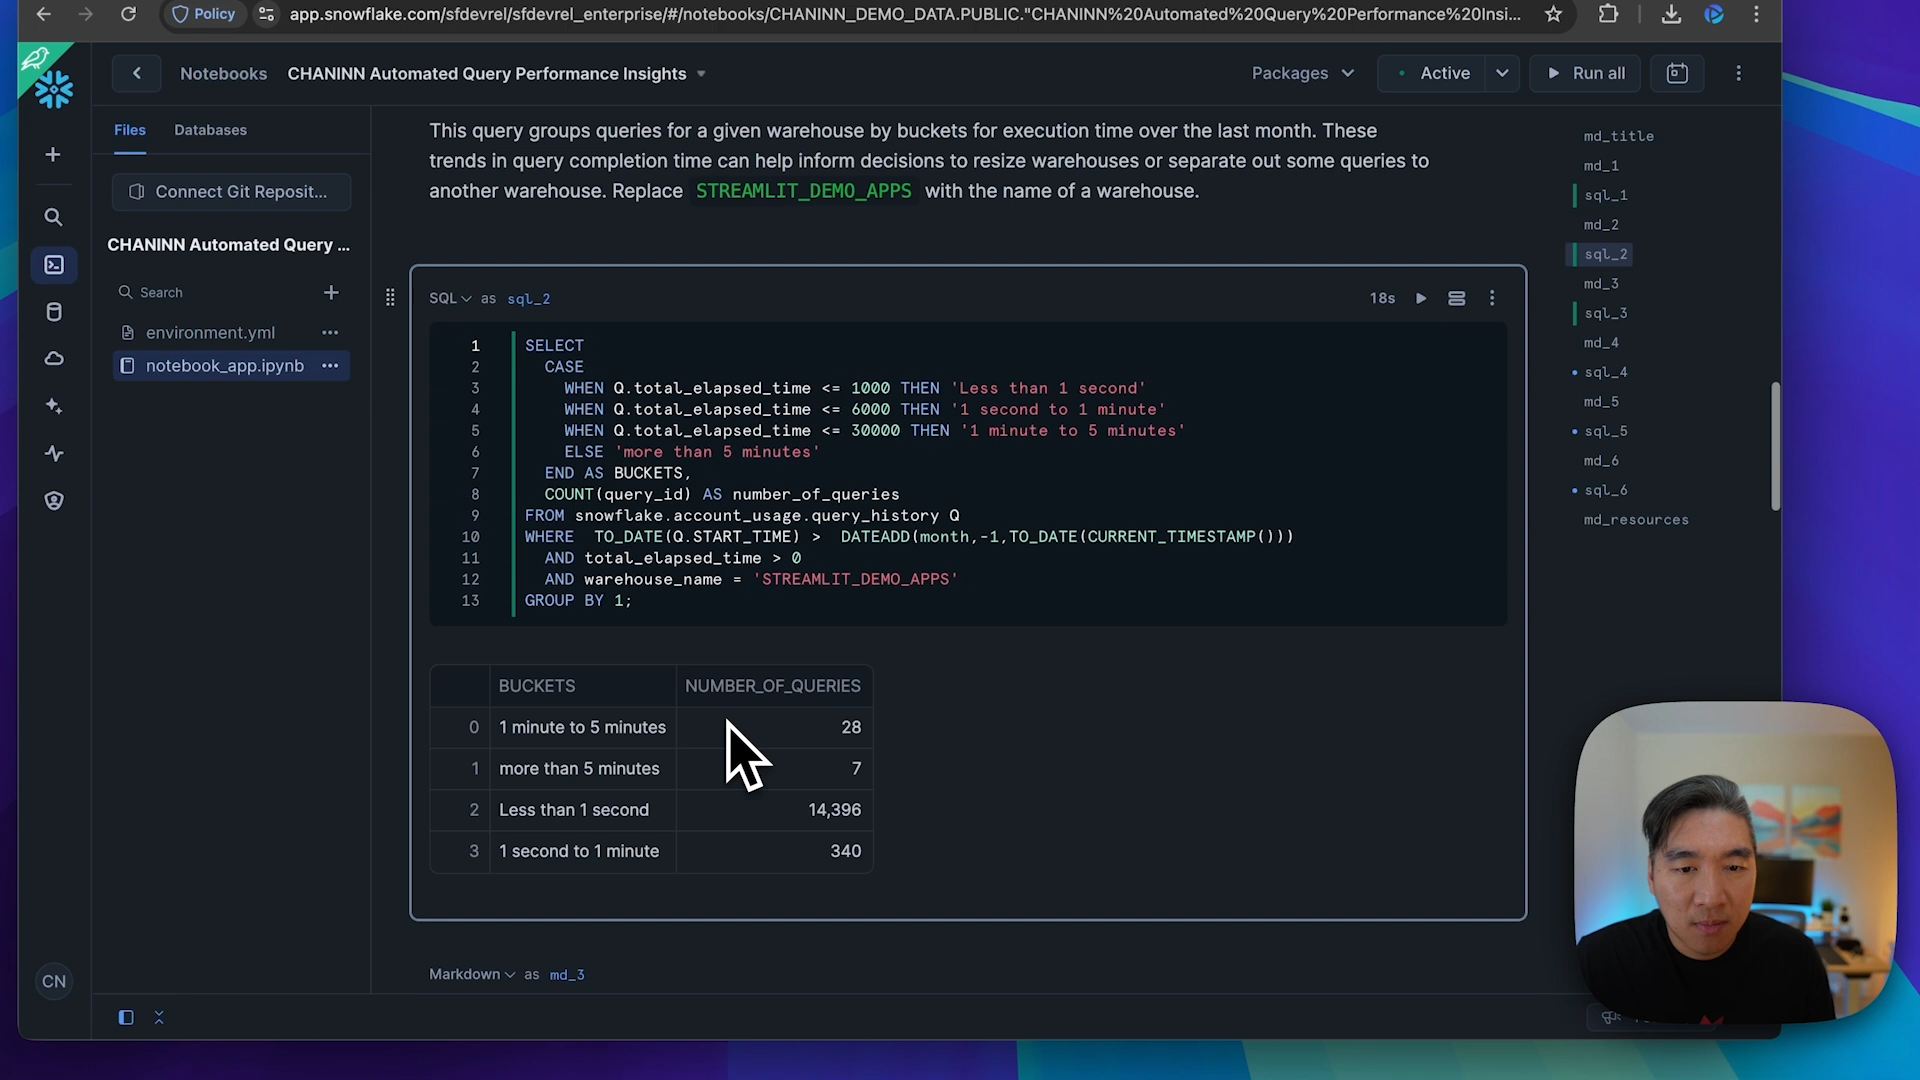 Policy
app.snowflake.com/sfdevrel/sfdevrel_enterprise/#/notebooks/CHANINN_DEMO_DATA.PUBLIC."CHANINN%20Automated%20Query%20Performance%20Insi...
Notebooks
CHANINN Automated Query Performance Insights
Packages
Active
Run all
Files
Databases
Connect Git Reposit...
CHANINN Automated Query ...
Search
environment.yml
notebook_app.ipynb
This query groups queries for a given warehouse by buckets for execution time over the last month. These
trends in query completion time can help inform decisions to resize warehouses or separate out some queries to
another warehouse. Replace STREAMLIT_DEMO_APPS with the name of a warehouse.
SQL as sql_2
18s
1 SELECT
2 CASE
3 WHEN Q.total_elapsed_time <= 1000 THEN 'Less than 1 second'
4 WHEN Q.total_elapsed_time <= 6000 THEN '1 second to 1 minute'
5 WHEN Q.total_elapsed_time <= 30000 THEN '1 minute to 5 minutes'
6 ELSE 'more than 5 minutes'
7 END AS BUCKETS,
8 COUNT(query_id) AS number_of_queries
9 FROM snowflake.account_usage.query_history Q
10 WHERE TO_DATE(Q.START_TIME) > DATEADD(month,-1,TO_DATE(CURRENT_TIMESTAMP()))
11 AND total_elapsed_time > 0
12 AND warehouse_name = 'STREAMLIT_DEMO_APPS'
13 GROUP BY 1;
BUCKETS NUMBER_OF_QUERIES
0 1 minute to 5 minutes 28
1 more than 5 minutes 7
2 Less than 1 second 14,396
3 1 second to 1 minute 340
Markdown as md_3
md_title
md_1
sql_1
md_2
sql_2
md_3
sql_3
md_4
sql_4
md_5
sql_5
md_6
sql_6
md_resources
CN